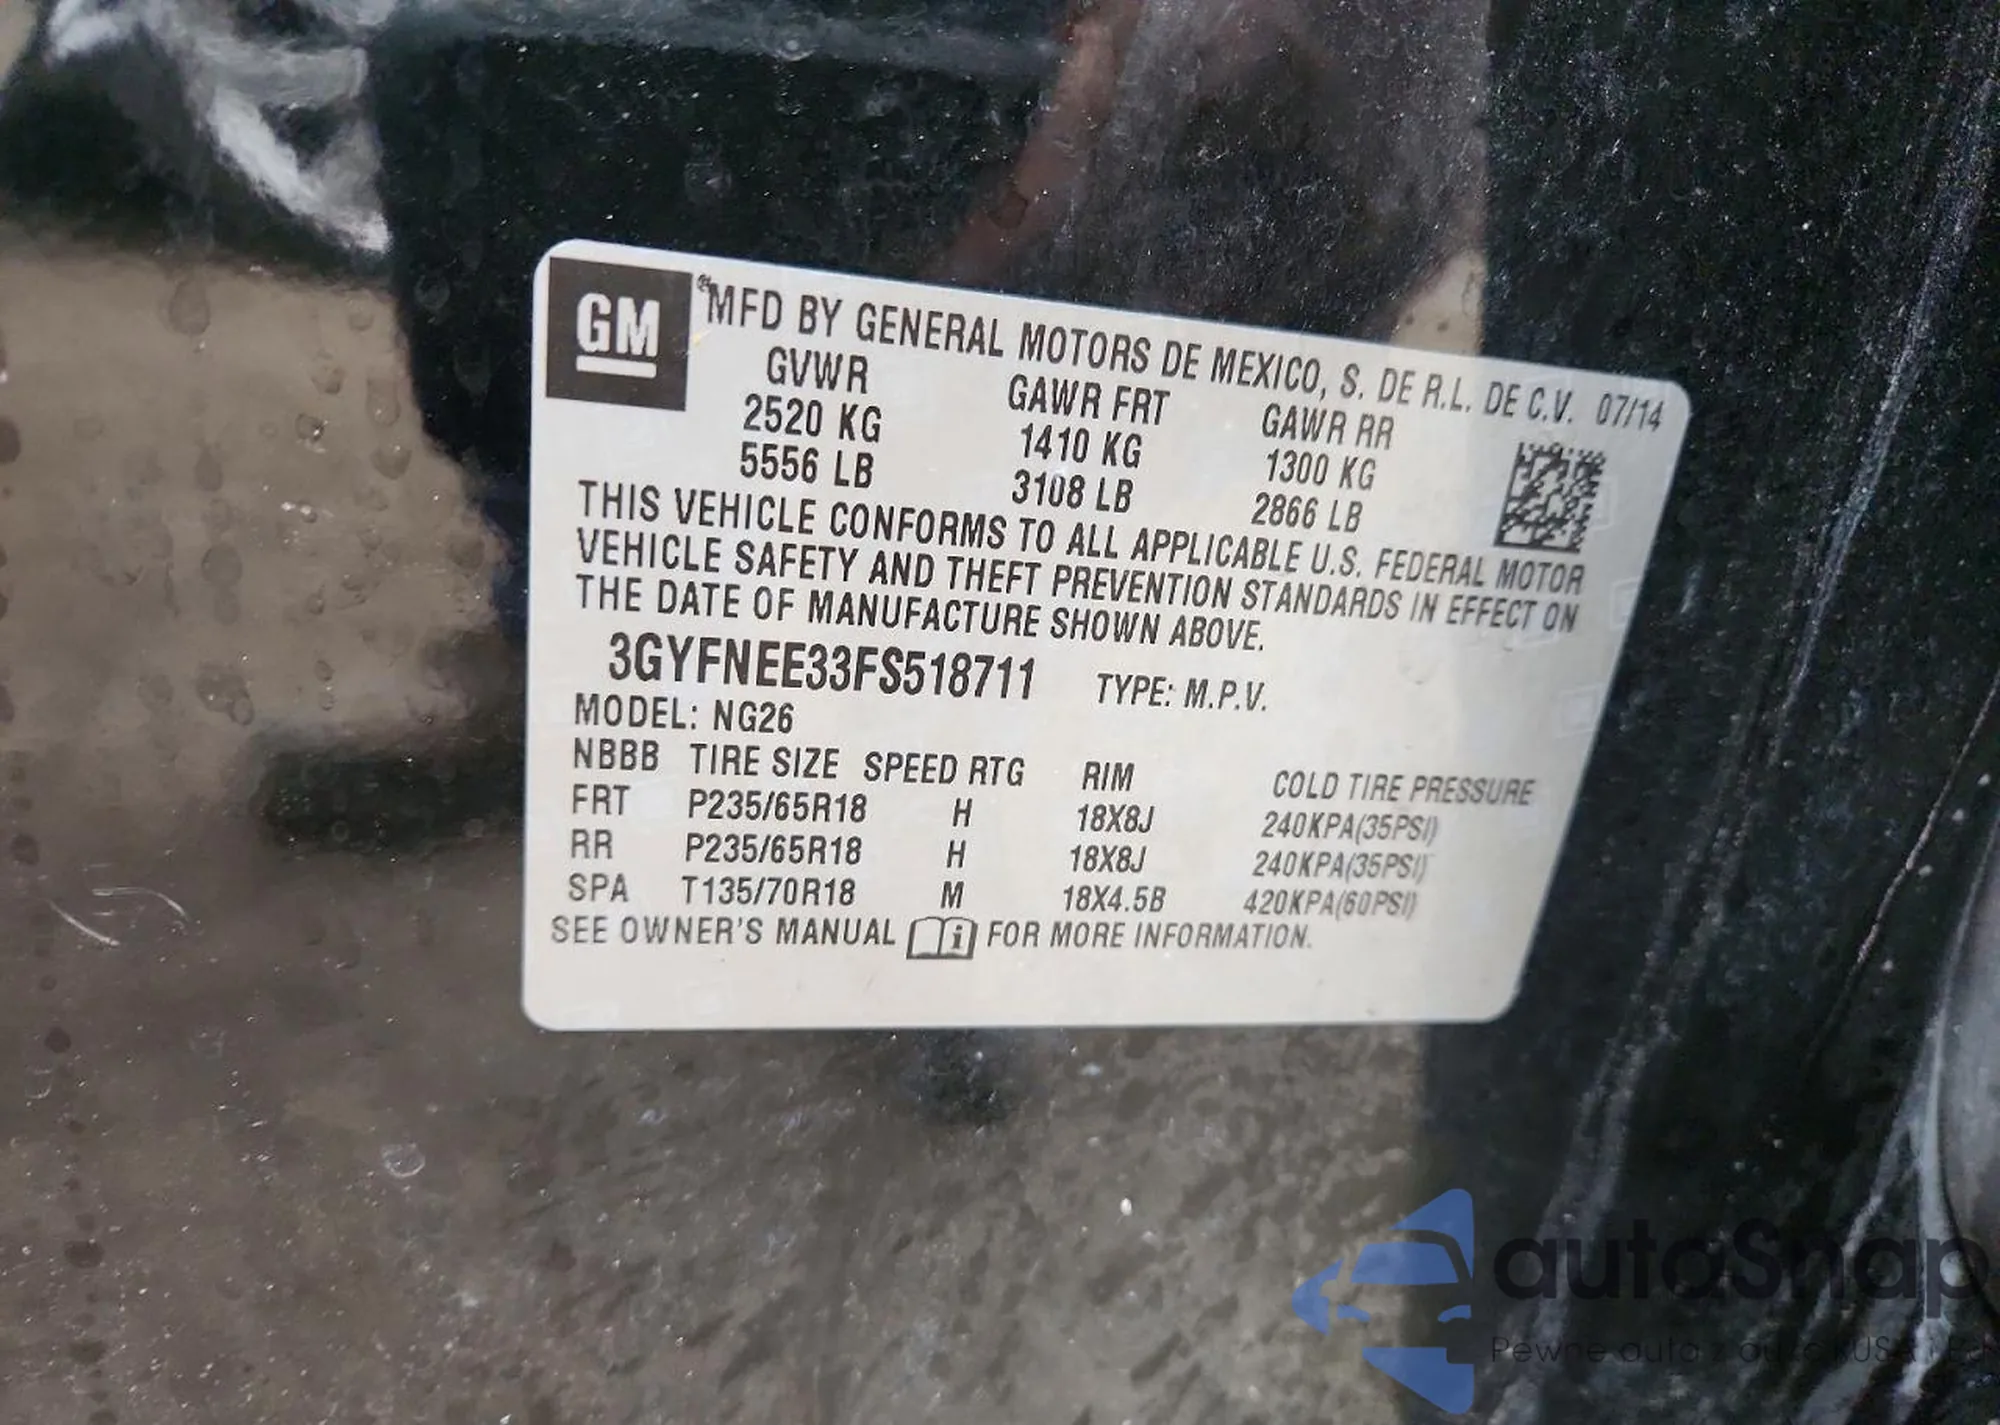 GM
MFD BY GENERAL MOTORS DE MEXICO, S. DE R.L. DE C.V. 07/14
GVWR GAWR FRT GAWR RR
2520 KG 1410 KG 1300 KG
5556 LB 3108 LB 2866 LB
THIS VEHICLE CONFORMS TO ALL APPLICABLE U.S. FEDERAL MOTOR
VEHICLE SAFETY AND THEFT PREVENTION STANDARDS IN EFFECT ON
THE DATE OF MANUFACTURE SHOWN ABOVE.
3GYFNEE33FS518711 TYPE: M.P.V.
MODEL: NG26
NBBB TIRE SIZE SPEED RTG RIM COLD TIRE PRESSURE
FRT P235/65R18 H 18X8J 240KPA(35PSI)
RR P235/65R18 H 18X8J 240KPA(35PSI)
SPA T135/70R18 M 18X4.5B 420KPA(60PSI)
SEE OWNER'S MANUAL FOR MORE INFORMATION.
autoSnap
Pewne auto z